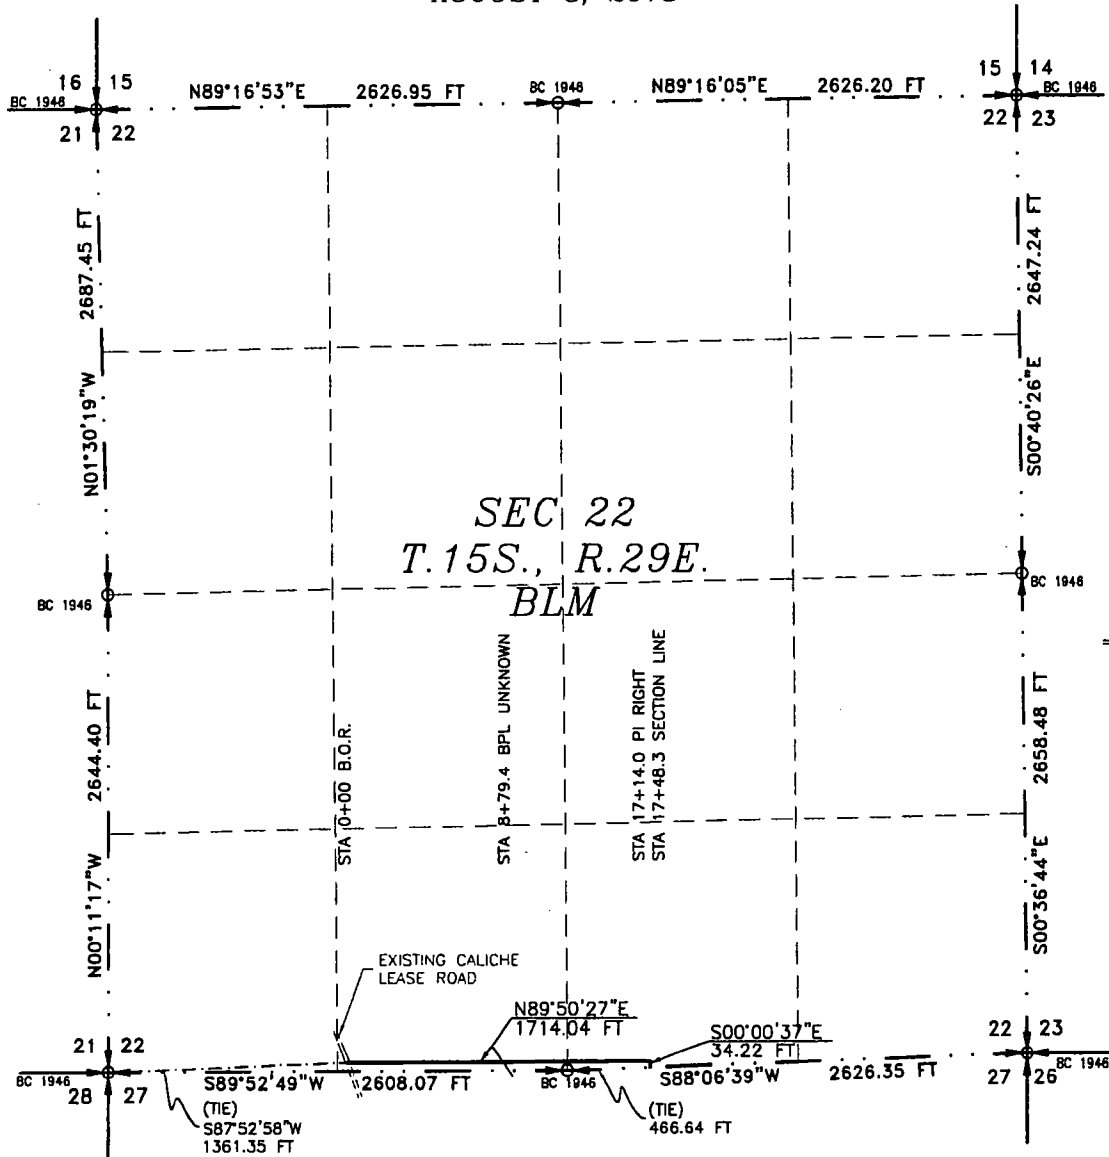 16 15
N89°16'53"E 2626.95 FT
BC 1946
N89°16'05"E 2626.20 FT
15 14
BC 1946
BC 1946
21 22
22 23
2687.45 FT
N01°30'19"W
2647.24 FT
S00°40'26"E
SEC 22
T.15S., R.29E.
BLM
BC 1946
BC 1946
2644.40 FT
N00°11'17"W
STA 0+00 B.O.R.
STA 8+79.4 BPL UNKNOWN
STA 17+14.0 PI RIGHT
STA 17+48.3 SECTION LINE
2658.48 FT
S00°36'44"E
EXISTING CALICHE
LEASE ROAD
N89°50'27"E
1714.04 FT
S00°00'37"E
34.22 FT
21 22
22 23
BC 1946
S89°52'49"W 2608.07 FT
BC 1946
S88°06'39"W 2626.35 FT
BC 1946
28 27
27 26
(TIE)
S87°52'58"W
1361.35 FT
(TIE)
466.64 FT